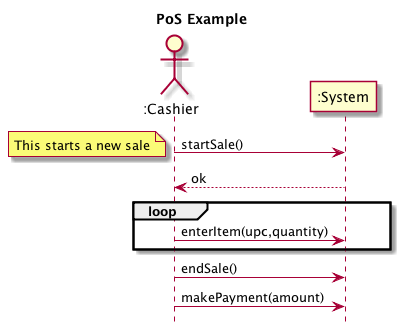 PoS Example
:Cashier
:System
This starts a new sale
startSale()
ok
loop
enterItem(upc,quantity)
endSale()
makePayment(amount)